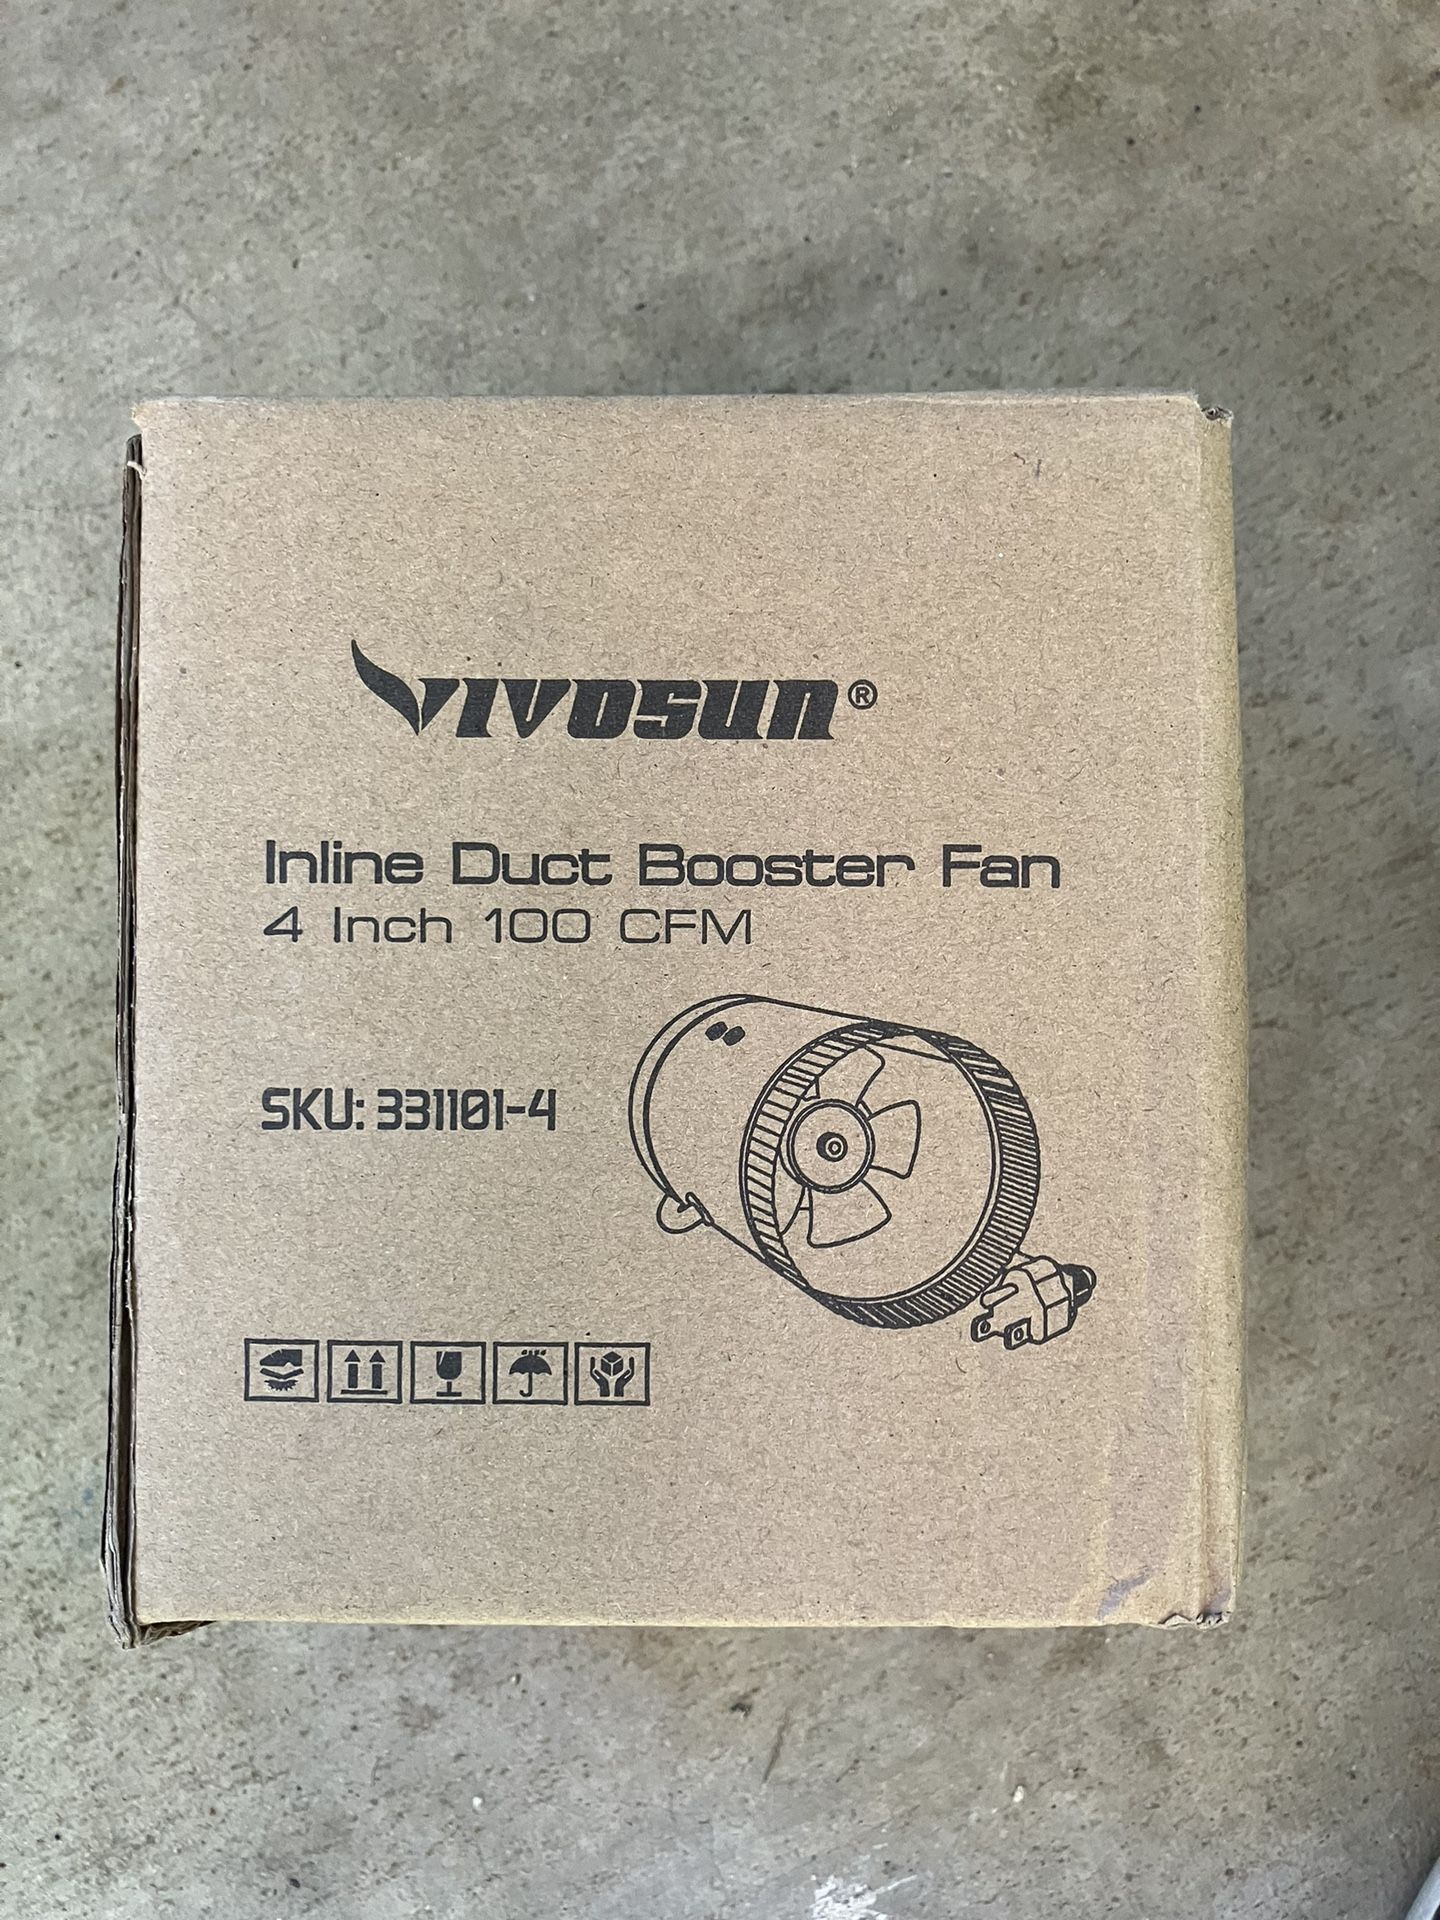 VIVOSUN®
Inline Duct Booster Fan
4 Inch 100 CFM
SKU: 331101-4